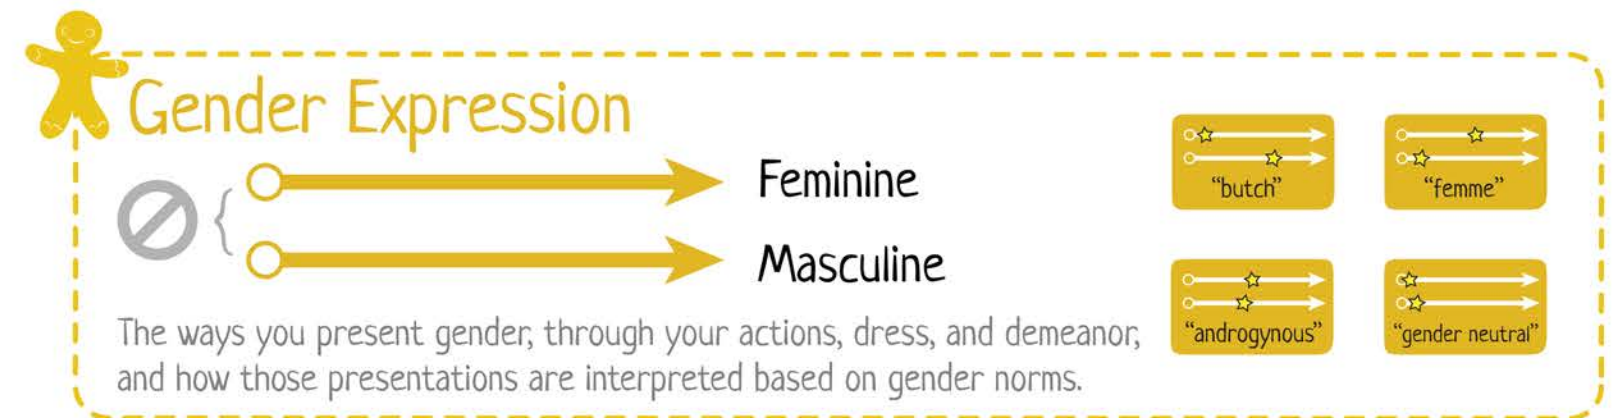 Gender Expression
Feminine
Masculine
The ways you present gender, through your actions, dress, and demeanor,
and how those presentations are interpreted based on gender norms.
“butch”
“femme”
“androgynous”
“gender neutral”